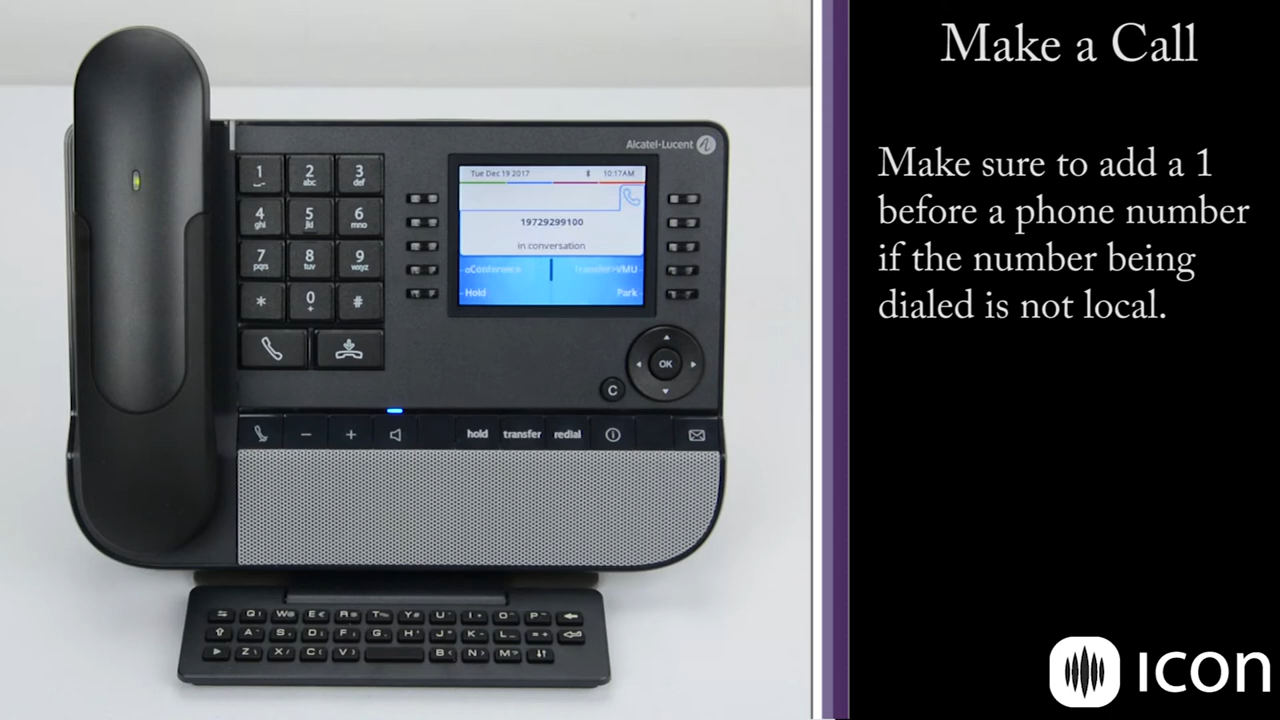 Make a Call
Make sure to add a 1
before a phone number
if the number being
dialed is not local.
Alcatel-Lucent
Tue Dec 19 2017 10:17AM
19729299100
in conversation
Transfer>VMU
Hold Park
1 2 abc 3 def
4 ghi 5 jkl 6 mno
7 pqrs 8 tuv 9 wxyz
* 0 + #
OK
C
- + hold transfer redial i
Q W E R T Y U I O P
A S D F G H J K L
Z X C V B N M
icon